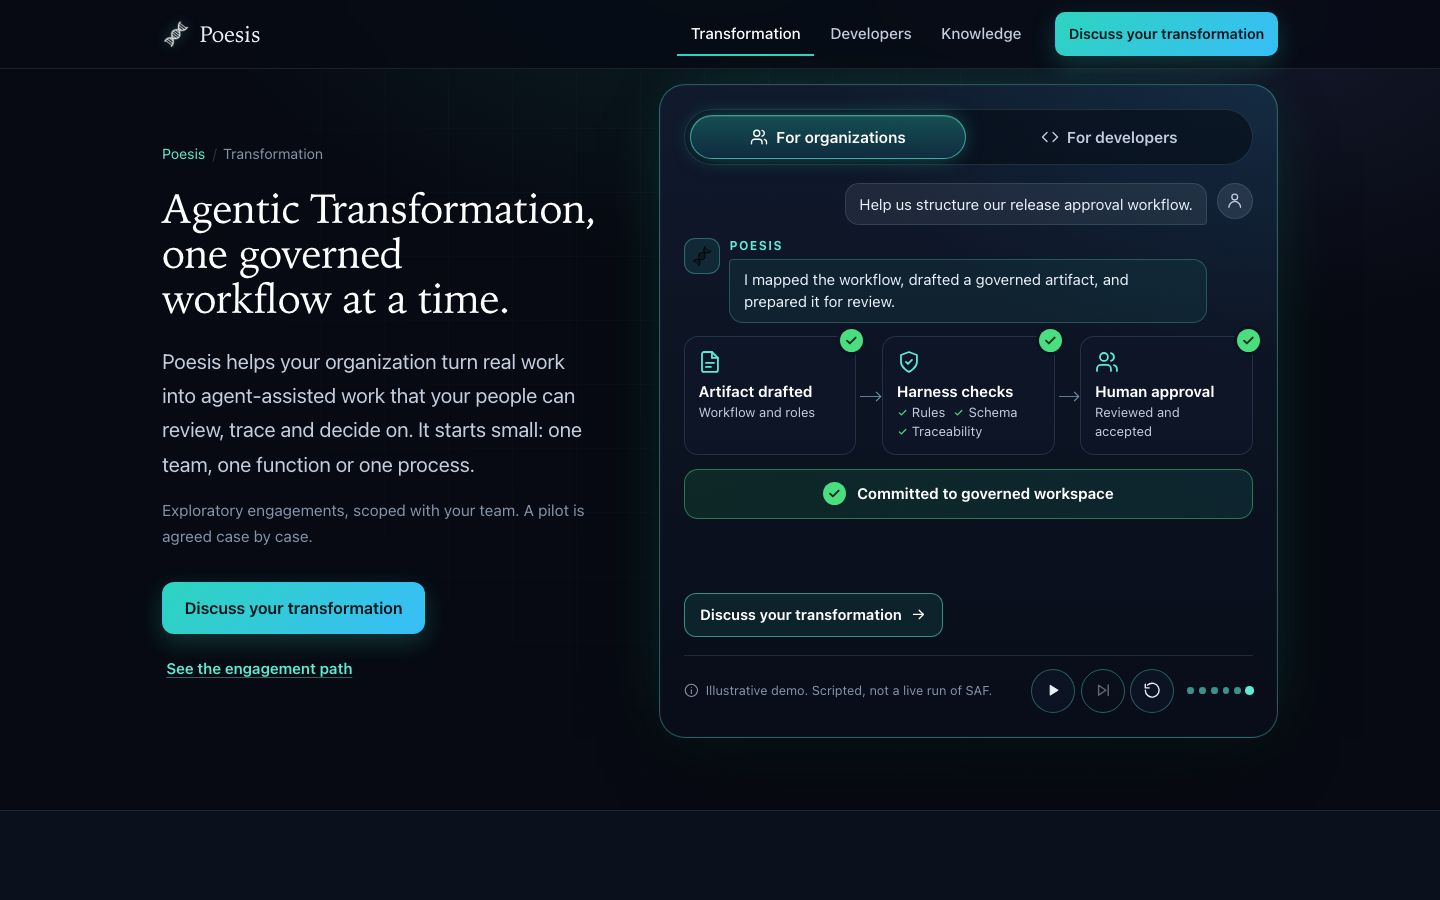 Poesis
Transformation
Developers
Knowledge
Discuss your transformation
Poesis / Transformation
Agentic Transformation,
one governed
workflow at a time.
Poesis helps your organization turn real work
into agent-assisted work that your people can
review, trace and decide on. It starts small: one
team, one function or one process.
Exploratory engagements, scoped with your team. A pilot is
agreed case by case.
Discuss your transformation
See the engagement path
For organizations
For developers
Help us structure our release approval workflow.
POESIS
I mapped the workflow, drafted a governed artifact, and
prepared it for review.
Artifact drafted
Workflow and roles
Harness checks
Rules Schema
Traceability
Human approval
Reviewed and
accepted
Committed to governed workspace
Discuss your transformation
Illustrative demo. Scripted, not a live run of SAF.